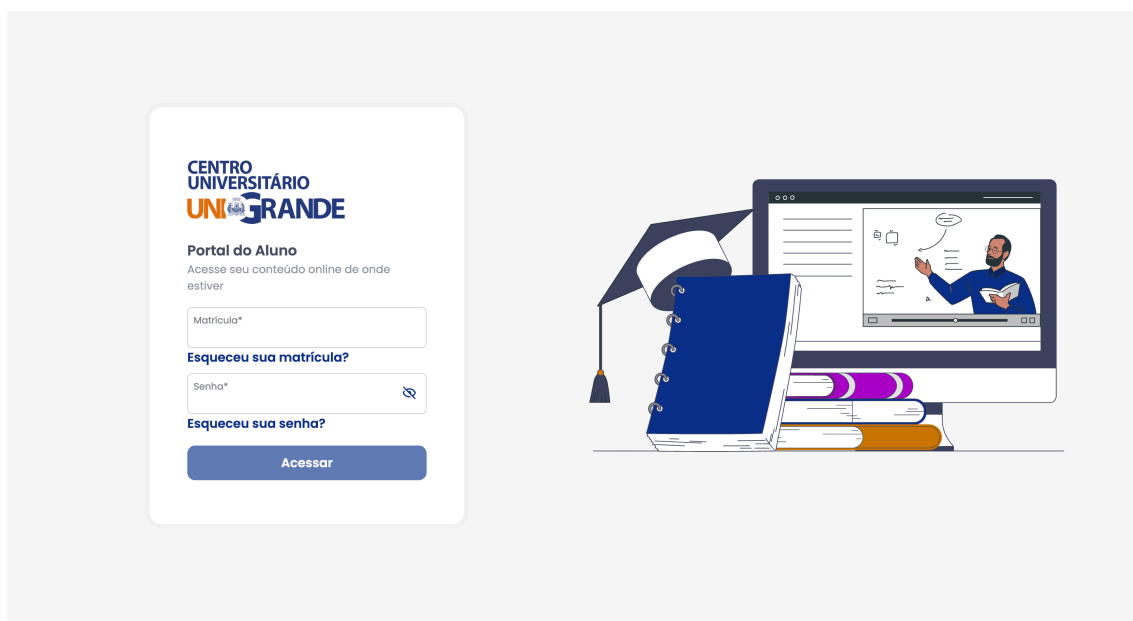 CENTRO
UNIVERSITÁRIO
UNIGRANDE
Portal do Aluno
Acesse seu conteúdo online de onde
estiver
Matrícula*
Esqueceu sua matrícula?
Senha*
Esqueceu sua senha?
Acessar